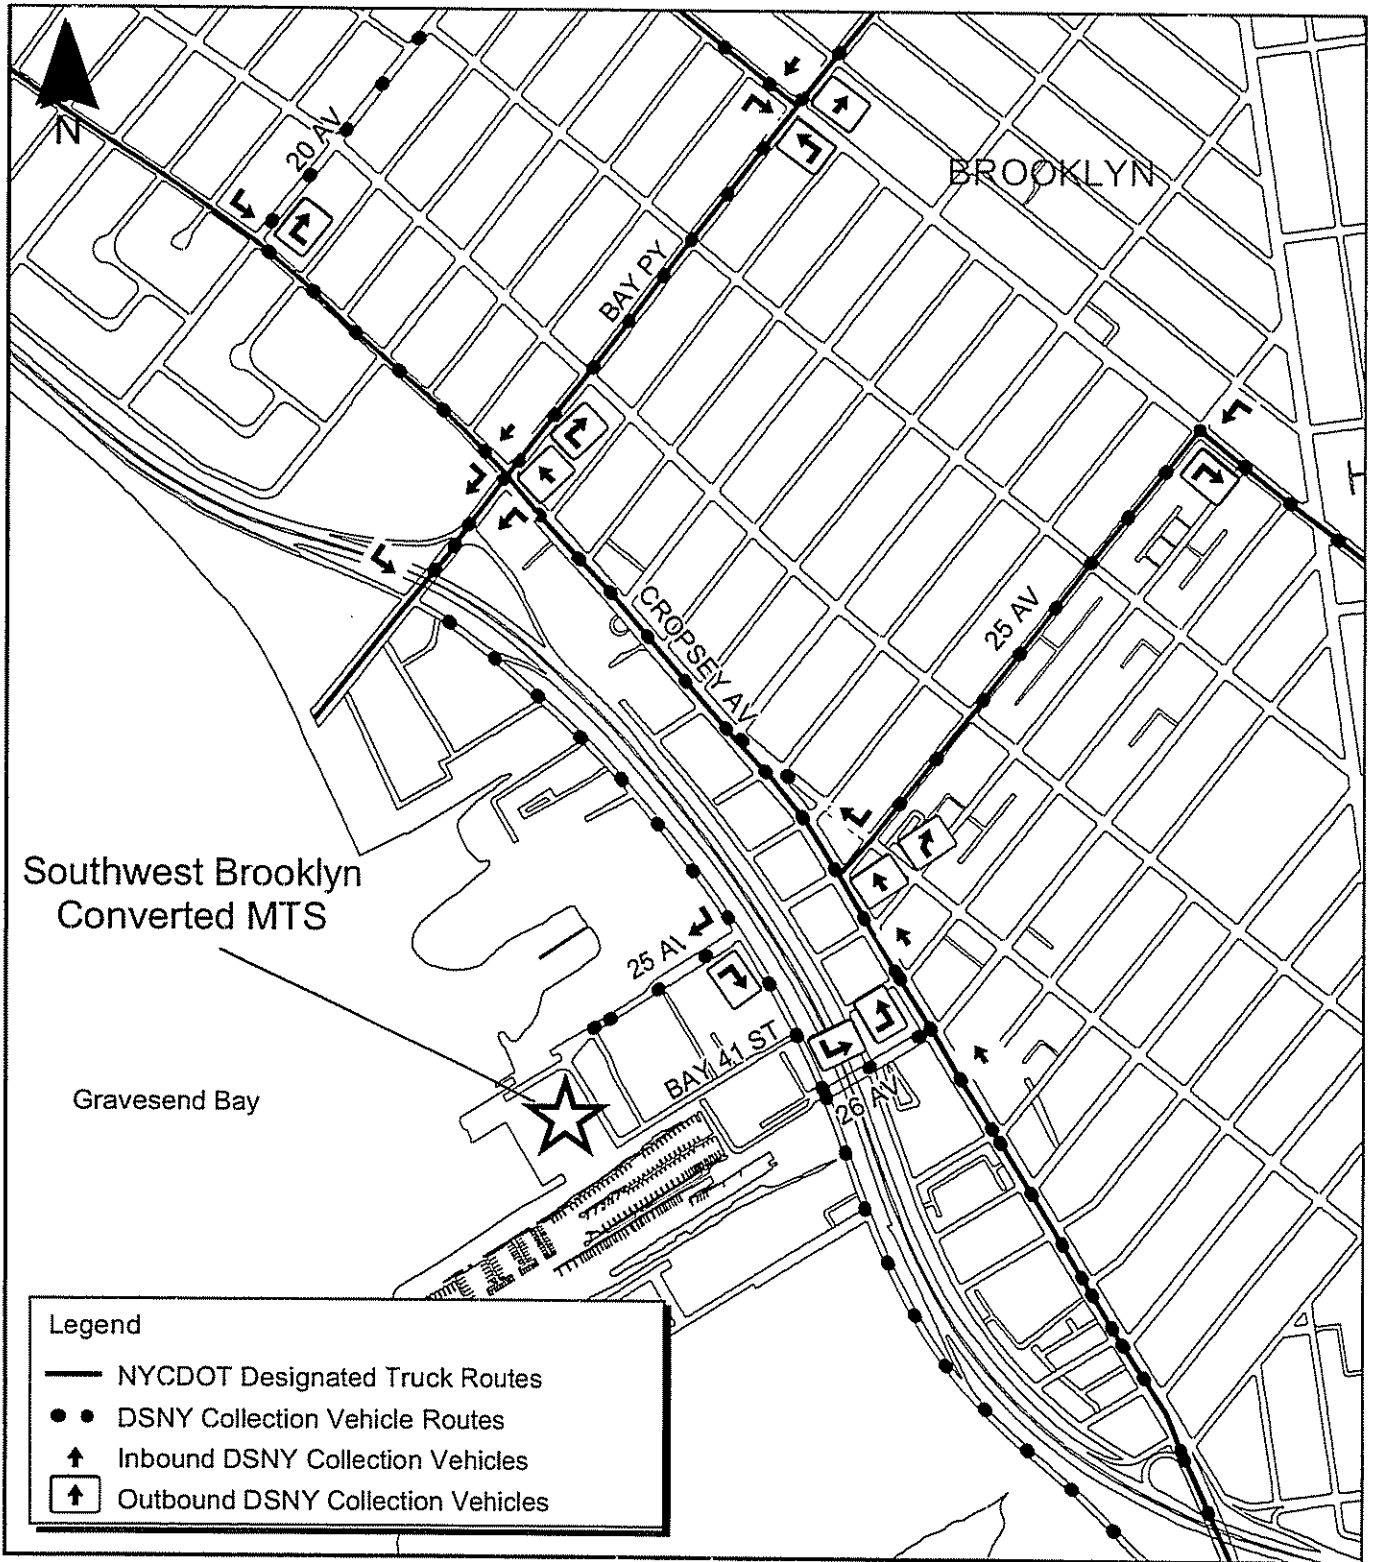 N
20 AV
BROOKLYN
BAY PY
25 AV
CROPSEY AV
Southwest Brooklyn
Converted MTS
25 AV
BAY 41 ST
26 AV
Gravesend Bay
Legend
NYCDOT Designated Truck Routes
DSNY Collection Vehicle Routes
Inbound DSNY Collection Vehicles
Outbound DSNY Collection Vehicles